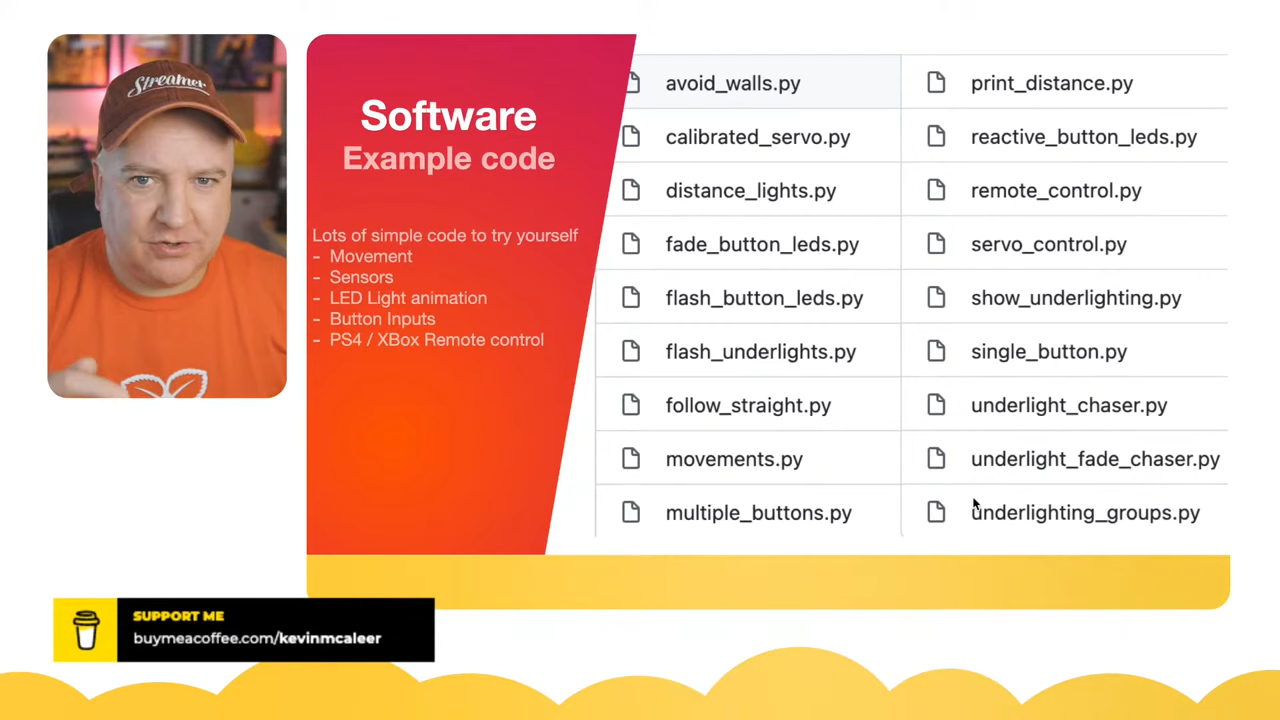 Streamer
Software
Example code
Lots of simple code to try yourself
- Movement
- Sensors
- LED Light animation
- Button Inputs
- PS4 / XBox Remote control
avoid_walls.py
calibrated_servo.py
distance_lights.py
fade_button_leds.py
flash_button_leds.py
flash_underlights.py
follow_straight.py
movements.py
multiple_buttons.py
print_distance.py
reactive_button_leds.py
remote_control.py
servo_control.py
show_underlighting.py
single_button.py
underlight_chaser.py
underlight_fade_chaser.py
underlighting_groups.py
SUPPORT ME
buymeacoffee.com/kevinmcaleer